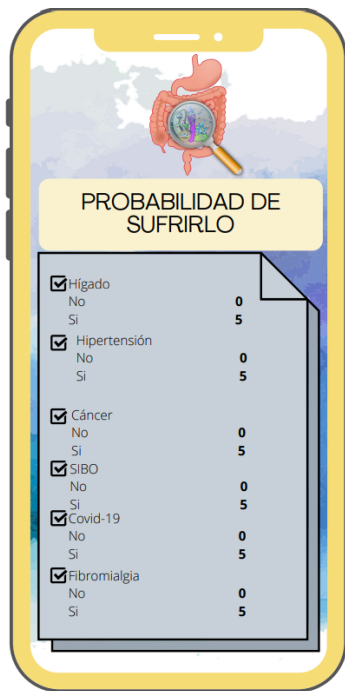 PROBABILIDAD DE
SUFRIRLO
Hígado
No 0
Si 5
Hipertensión
No 0
Si 5
Cáncer
No 0
Si 5
SIBO
No 0
Si 5
Covid-19
No 0
Si 5
Fibromialgia
No 0
Si 5